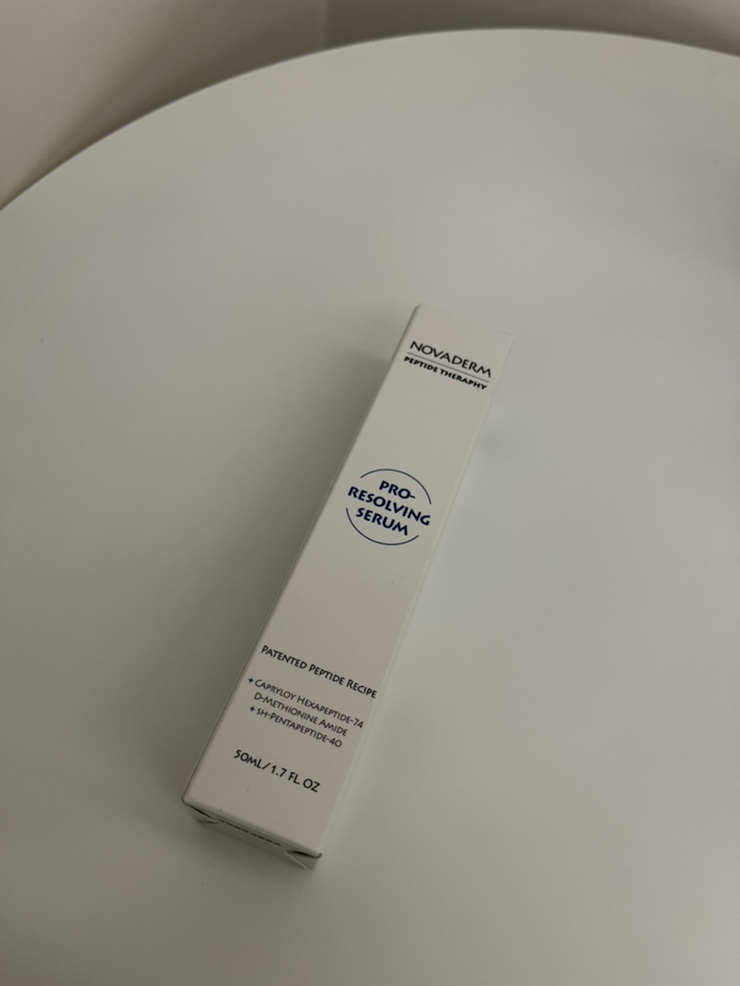 NOVADERM
PEPTIDE THERAPHY
PRO-
RESOLVING
SERUM
PATENTED PEPTIDE RECIPE
+ CAPRYLOY HEXAPEPTIDE-74
D-METHIONINE AMIDE
+ SH-PENTAPEPTIDE-40
50ML/1.7 FL OZ